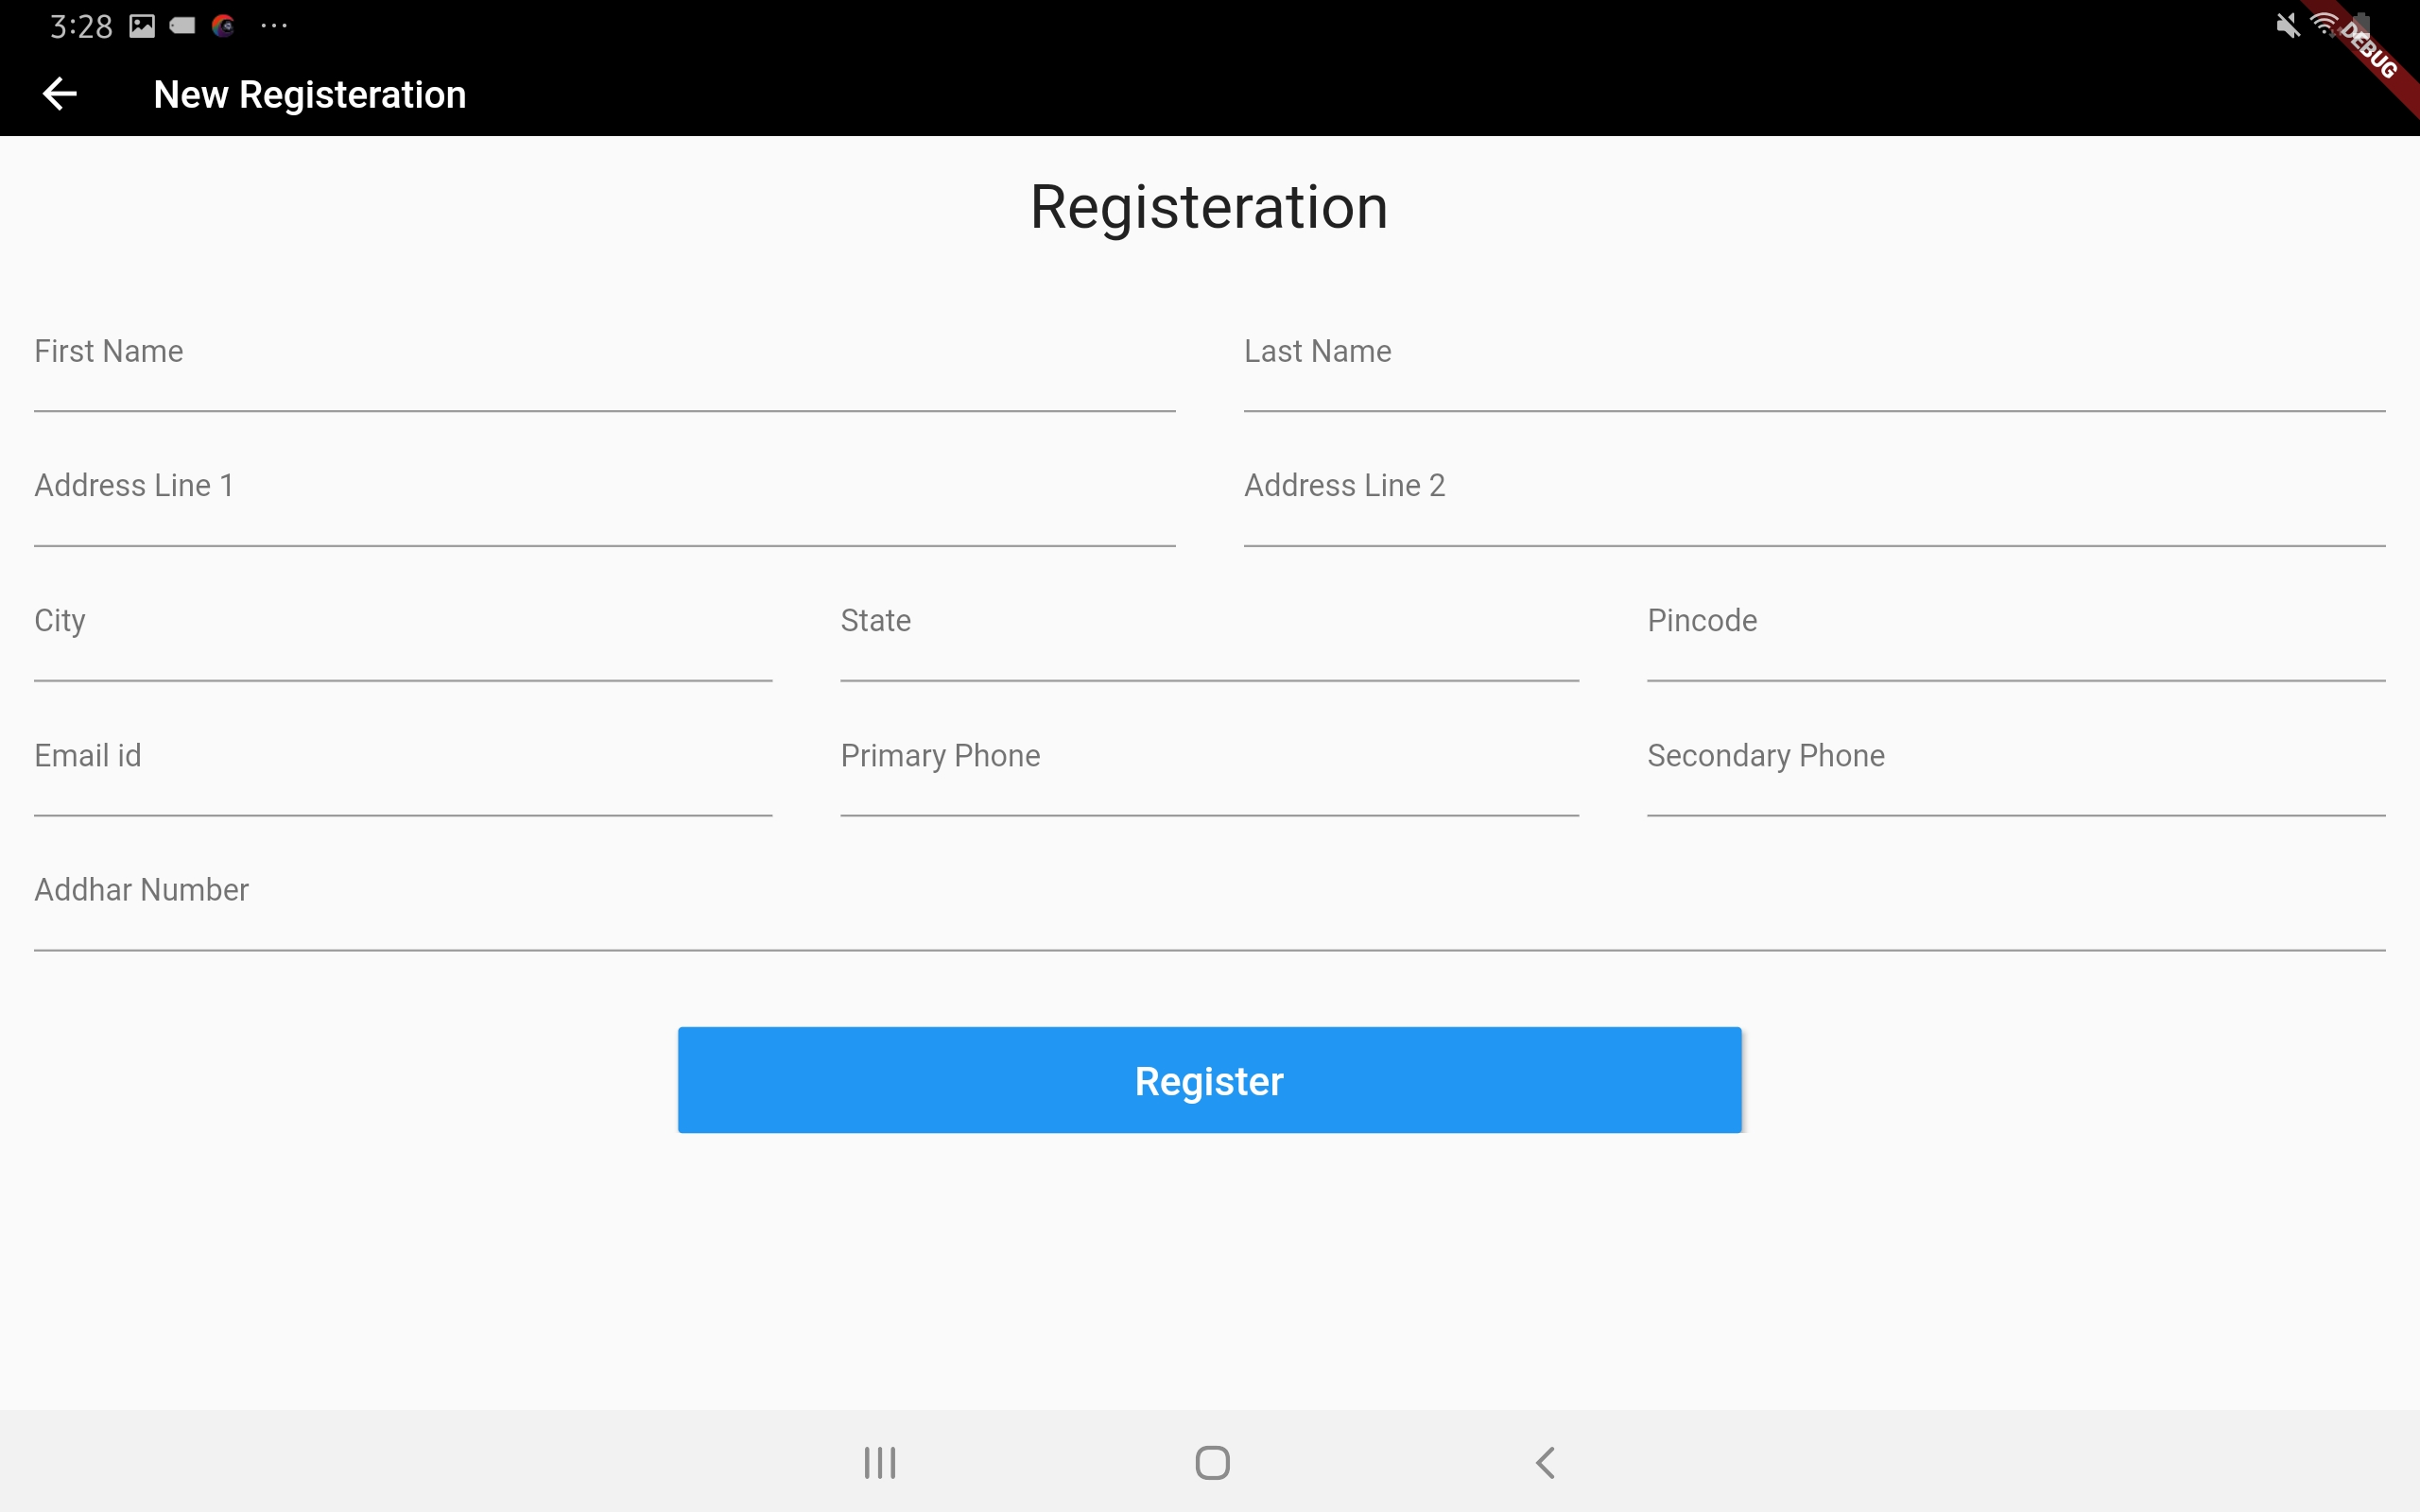 3:28
DEBUG
New Registeration
Registeration
First Name Last Name
Address Line 1 Address Line 2
City State Pincode
Email id Primary Phone Secondary Phone
Addhar Number
Register